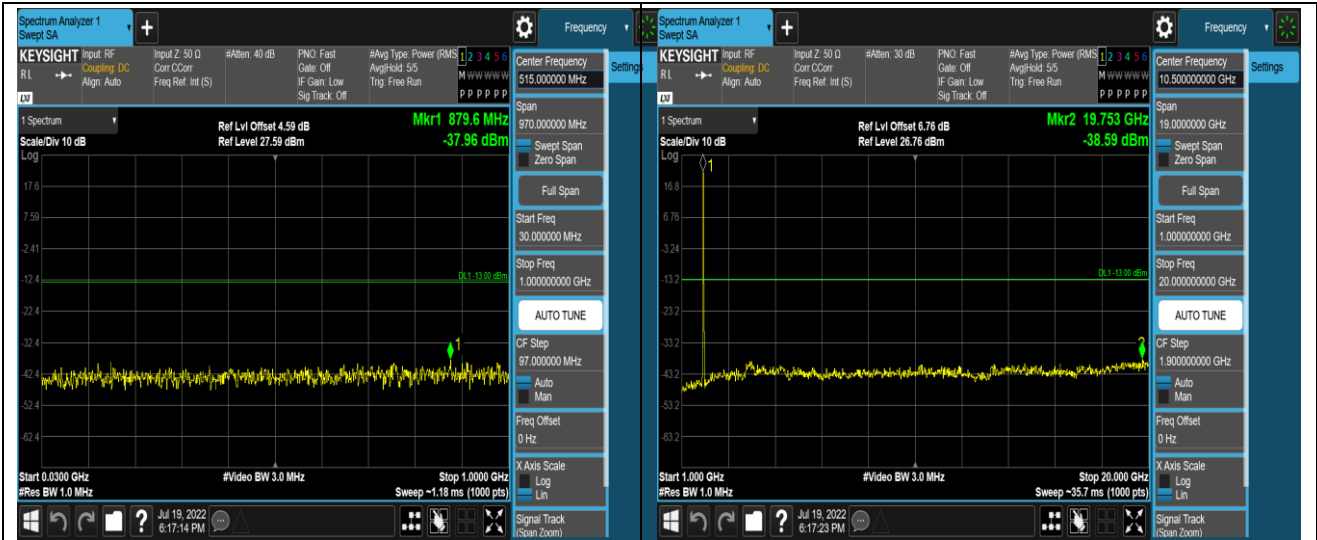 Spectrum Analyzer 1
Swept SA
+
Frequency
KEYSIGHT Input: RF Input Z: 50 Ω #Atten: 40 dB PNO: Fast #Avg Type: Power (RMS 1 2 3 4 5 6
RL Coupling: DC Corr CCorr Gate: Off Avg|Hold: 5/5 M W W W W W
Align: Auto Freq Ref: Int (S) IF Gain: Low Trig: Free Run
Sig Track: Off P P P P P P
LXI
1 Spectrum
Ref Lvl Offset 4.59 dB Mkr1 879.6 MHz
Scale/Div 10 dB Ref Level 27.59 dBm -37.96 dBm
Log
17.6
7.59
-2.41
-12.4
DL1 -13.00 dBm
-22.4
-32.4
1
-42.4
-52.4
-62.4
Start 0.0300 GHz #Video BW 3.0 MHz Stop 1.0000 GHz
#Res BW 1.0 MHz Sweep ~1.18 ms (1000 pts)
Jul 19, 2022
6:17:14 PM
Center Frequency
515.000000 MHz
Settings
Span
970.000000 MHz
Swept Span
Zero Span
Full Span
Start Freq
30.000000 MHz
Stop Freq
1.000000000 GHz
AUTO TUNE
CF Step
97.000000 MHz
Auto
Man
Freq Offset
0 Hz
X Axis Scale
Log
Lin
Signal Track
(Span Zoom)
Spectrum Analyzer 1
Swept SA
+
Frequency
KEYSIGHT Input: RF Input Z: 50 Ω #Atten: 30 dB PNO: Fast #Avg Type: Power (RMS 1 2 3 4 5 6
RL Coupling: DC Corr CCorr Gate: Off Avg|Hold: 5/5 M W W W W W
Align: Auto Freq Ref: Int (S) IF Gain: Low Trig: Free Run
Sig Track: Off P P P P P P
LXI
1 Spectrum
Ref Lvl Offset 6.76 dB Mkr2 19.753 GHz
Scale/Div 10 dB Ref Level 26.76 dBm -38.59 dBm
Log
1
16.8
6.76
-3.24
-13.2
DL1 -13.00 dBm
-23.2
-33.2
2
-43.2
-53.2
-63.2
Start 1.000 GHz #Video BW 3.0 MHz Stop 20.000 GHz
#Res BW 1.0 MHz Sweep ~35.7 ms (1000 pts)
Jul 19, 2022
6:17:23 PM
Center Frequency
10.500000000 GHz
Settings
Span
19.0000000 GHz
Swept Span
Zero Span
Full Span
Start Freq
1.000000000 GHz
Stop Freq
20.000000000 GHz
AUTO TUNE
CF Step
1.900000000 GHz
Auto
Man
Freq Offset
0 Hz
X Axis Scale
Log
Lin
Signal Track
(Span Zoom)